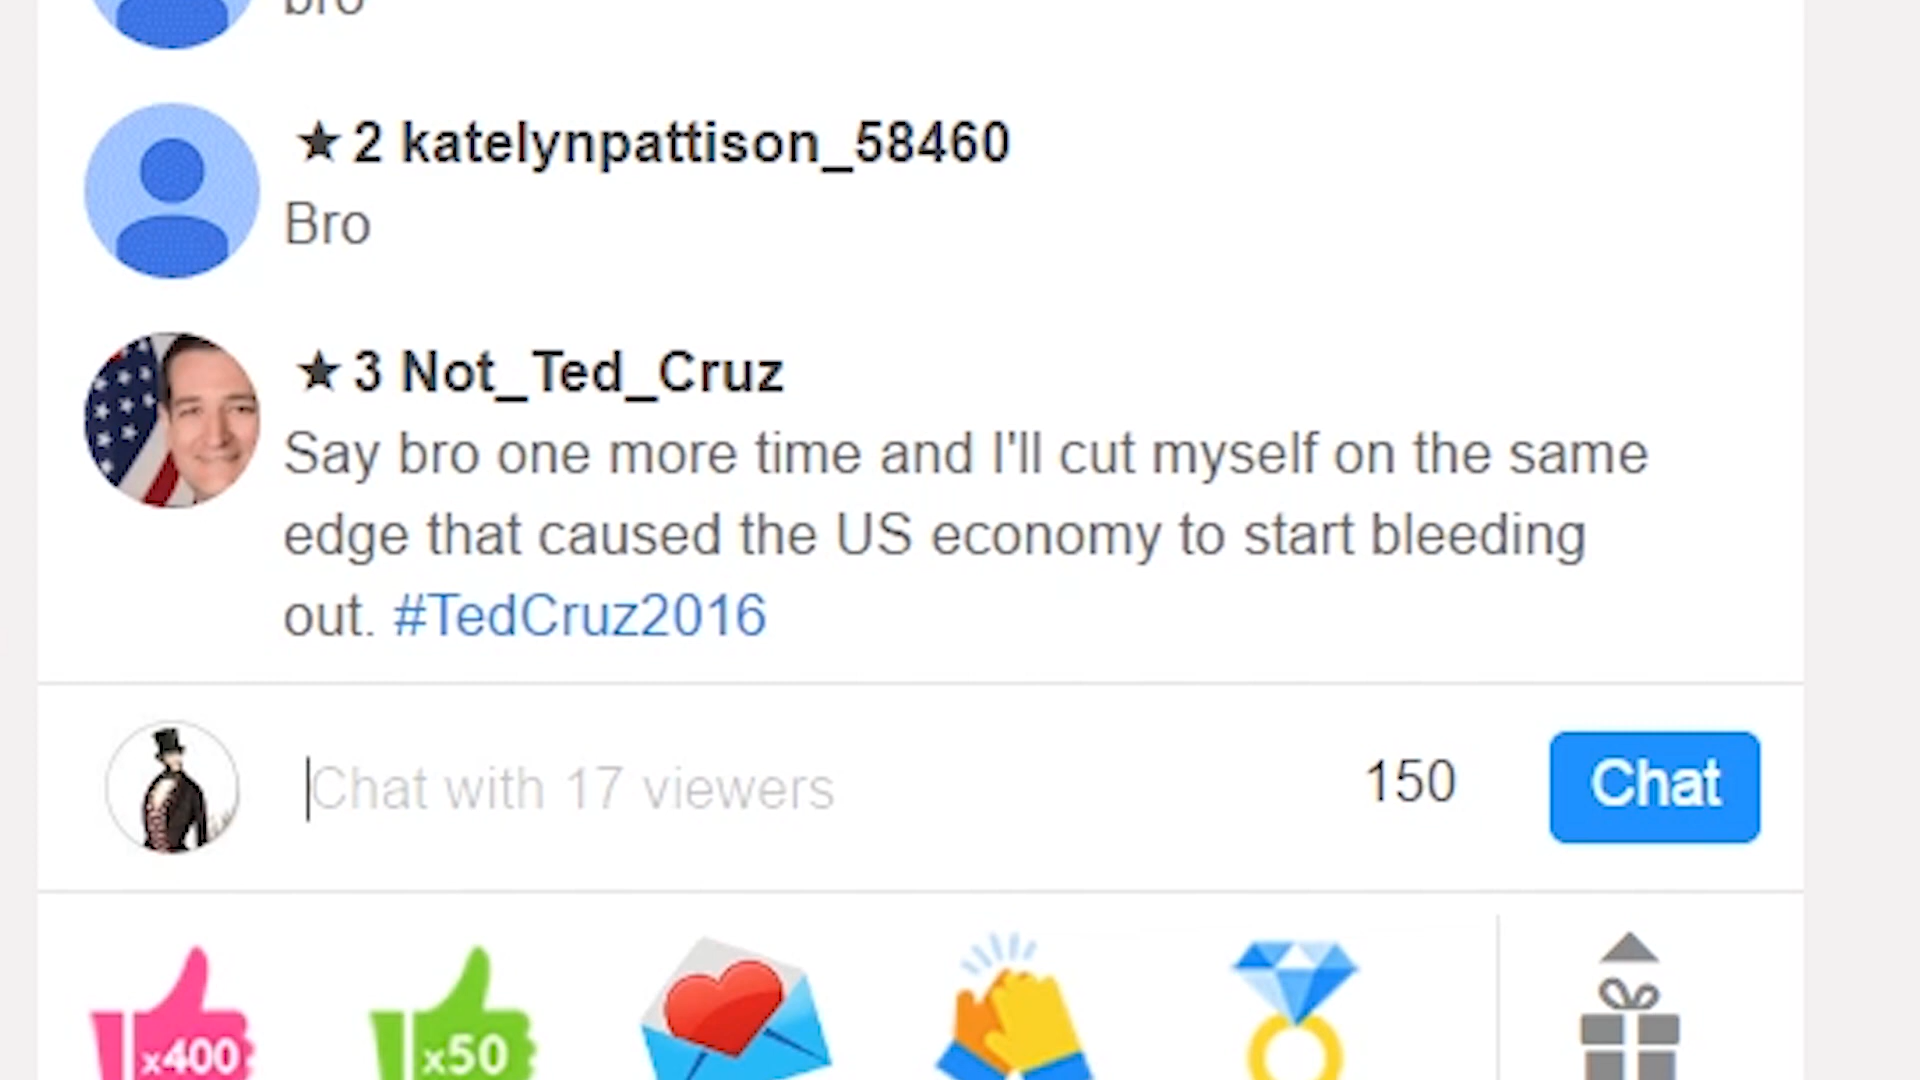 bro
★2 katelynpattison_58460
Bro
★3 Not_Ted_Cruz
Say bro one more time and I'll cut myself on the same
edge that caused the US economy to start bleeding
out. #TedCruz2016
Chat with 17 viewers 150 Chat
x400 x50